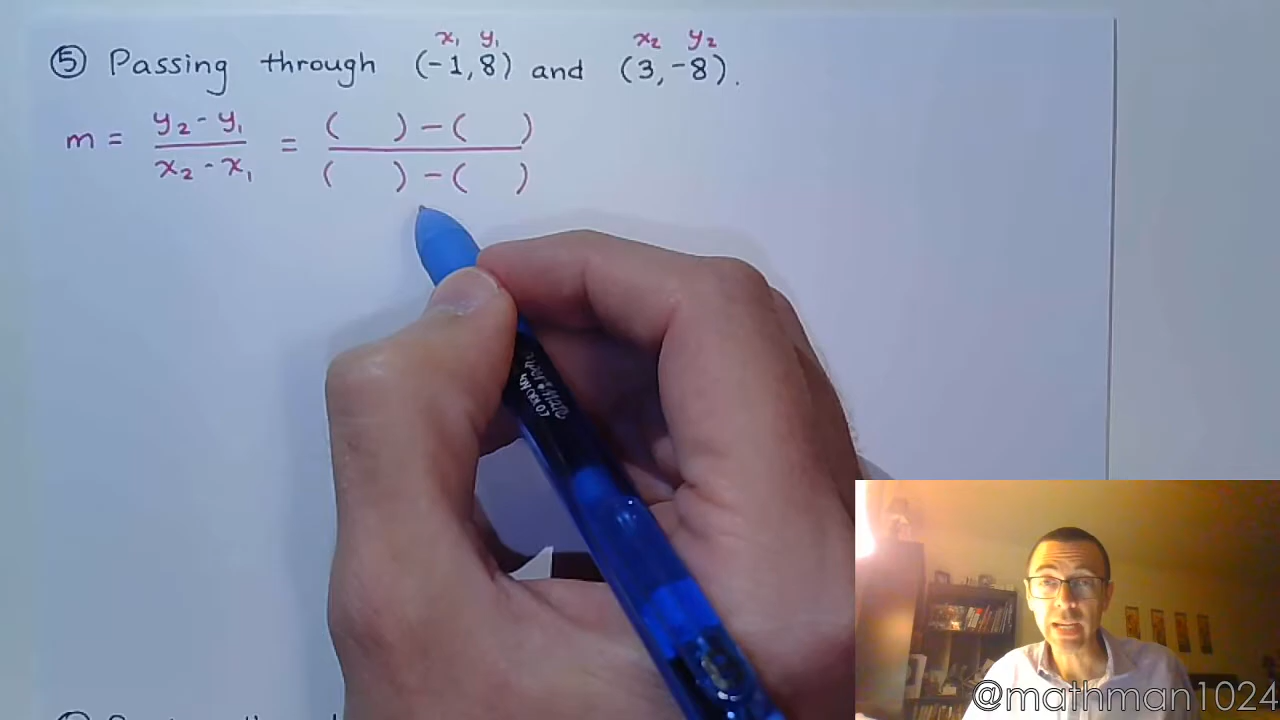 x₁ y₁ x₂ y₂
⑤ Passing through (-1, 8) and (3, -8).
m = y₂ - y₁ / x₂ - x₁ = ( ) - ( ) / ( ) - ( )
@mathman1024